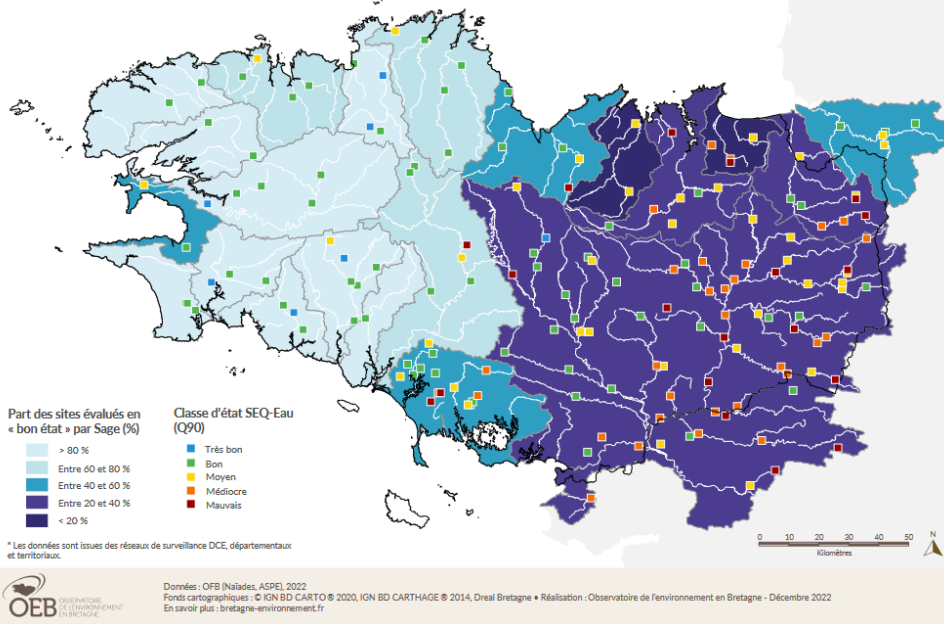 Part des sites évalués en
« bon état » par Sage (%)
> 80 %
Entre 60 et 80 %
Entre 40 et 60 %
Entre 20 et 40 %
< 20 %
Classe d'état SEQ-Eau
(Q90)
Très bon
Bon
Moyen
Médiocre
Mauvais
* Les données sont issues des réseaux de surveillance DCE, départementaux
et territoriaux.
0 10 20 30 40 50
Kilomètres
N
OEB
OBSERVATOIRE
DE L'ENVIRONNEMENT
EN BRETAGNE
Données : OFB (Naïades, ASPE), 2022
Fonds cartographiques : © IGN BD CARTO ® 2020, IGN BD CARTHAGE ® 2014, Dreal Bretagne • Réalisation : Observatoire de l'environnement en Bretagne - Décembre 2022
En savoir plus : bretagne-environnement.fr